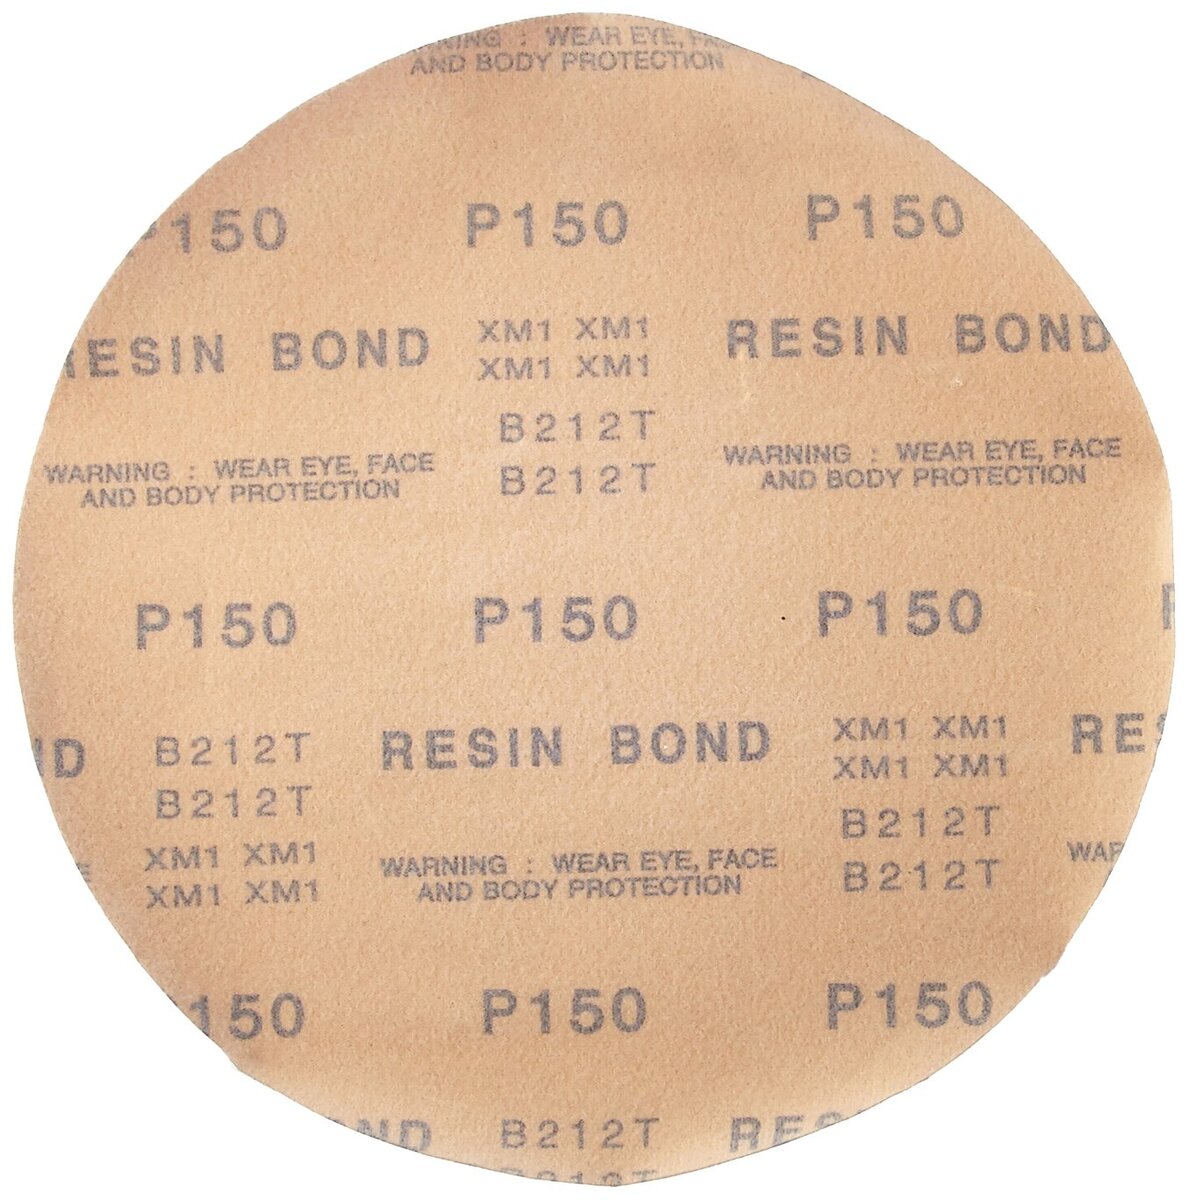 WARNING : WEAR EYE,
AND BODY PROTECTION
P150 P150 P150
RESIN BOND XM1 XM1 RESIN BOND
XM1 XM1
B212T
WARNING : WEAR EYE, FACE B212T WARNING : WEAR EYE, FACE
AND BODY PROTECTION AND BODY PROTECTION
P150 P150 P150
B212T RESIN BOND XM1 XM1
B212T XM1 XM1
XM1 XM1 B212T
XM1 XM1 WARNING : WEAR EYE, FACE B212T
AND BODY PROTECTION
150 P150 P150
B212T